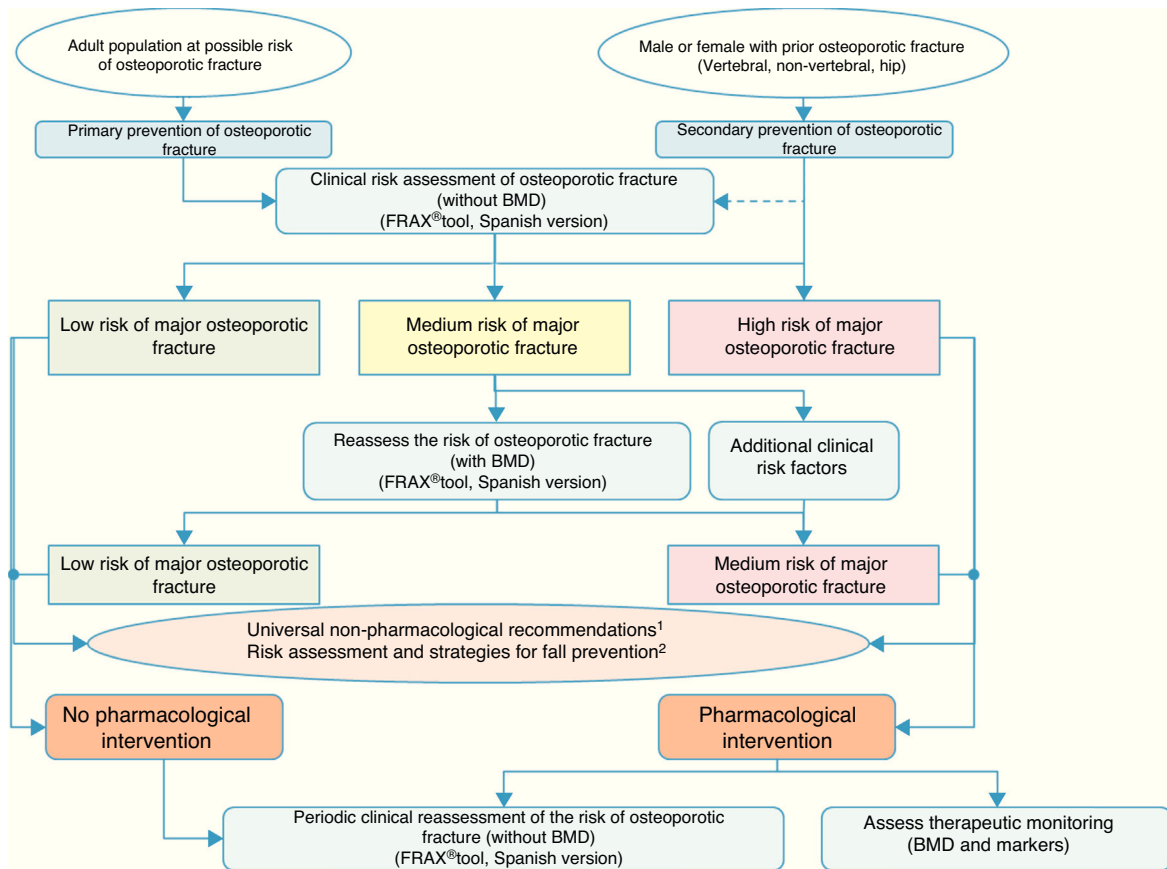 Adult population at possible risk
of osteoporotic fracture
Male or female with prior osteoporotic fracture
(Vertebral, non-vertebral, hip)
Primary prevention of osteoporotic
fracture
Secondary prevention of osteoporotic
fracture
Clinical risk assessment of osteoporotic fracture
(without BMD)
(FRAX®tool, Spanish version)
Low risk of major osteoporotic
fracture
Medium risk of major
osteoporotic fracture
High risk of major
osteoporotic fracture
Reassess the risk of osteoporotic fracture
(with BMD)
(FRAX®tool, Spanish version)
Additional clinical
risk factors
Low risk of major osteoporotic
fracture
Medium risk of major
osteoporotic fracture
Universal non-pharmacological recommendations¹
Risk assessment and strategies for fall prevention²
No pharmacological
intervention
Pharmacological
intervention
Periodic clinical reassessment of the risk of osteoporotic
fracture (without BMD)
(FRAX®tool, Spanish version)
Assess therapeutic monitoring
(BMD and markers)